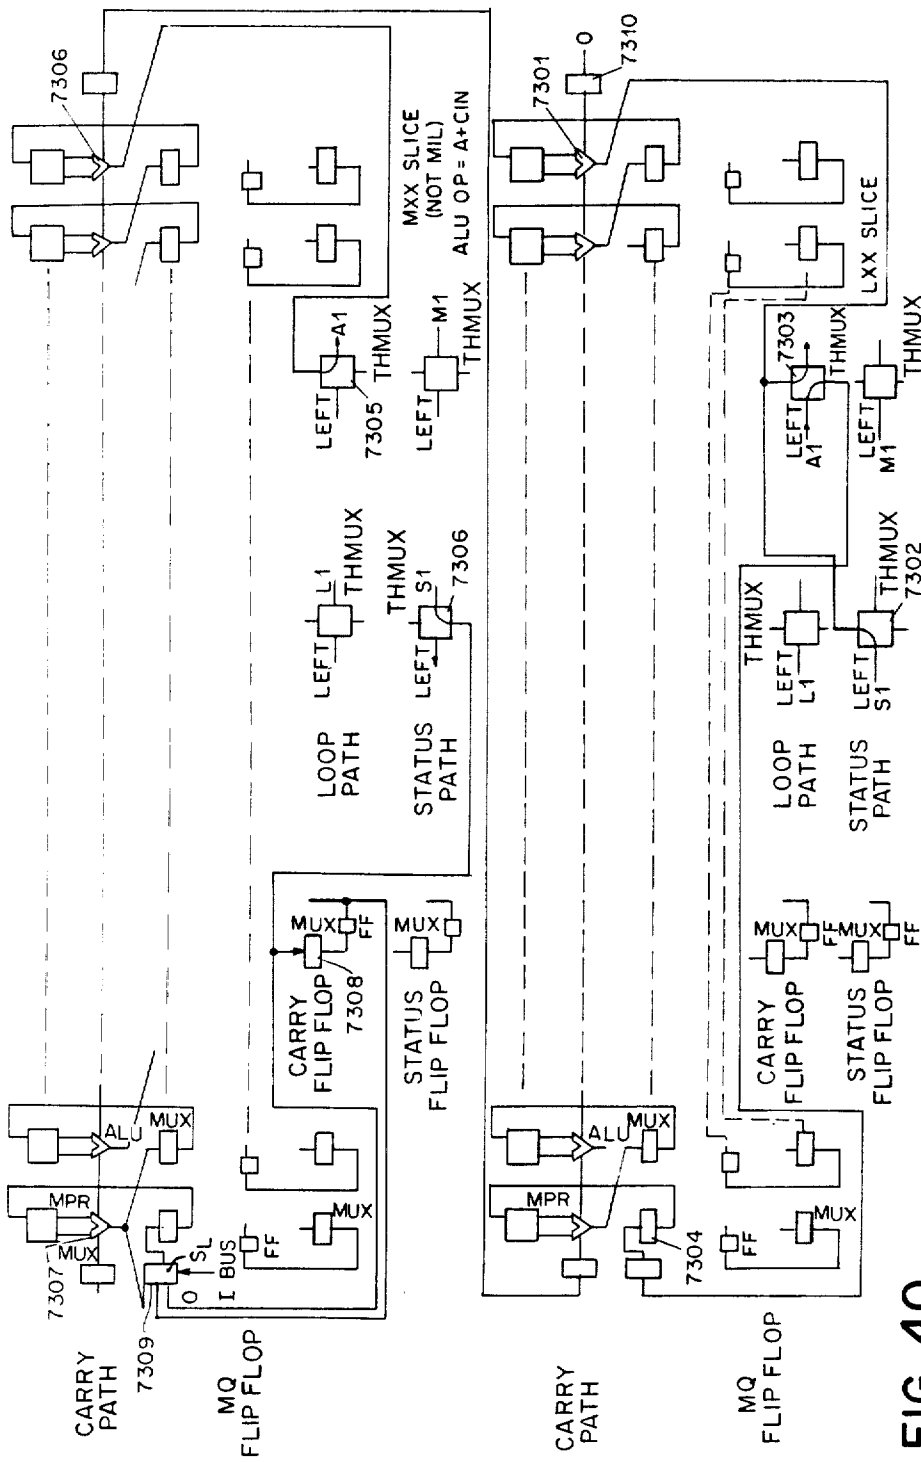 7306
MXX SLICE
(NOT MIL)
ALU OP = A+CIN
LEFT
A1
THMUX
7305
LEFT
M1
THMUX
LOOP
PATH
LEFT
L1
THMUX
STATUS
PATH
THMUX
LEFT
S1
7306
CARRY
FLIP FLOP
7308
MUX
FF
STATUS
FLIP FLOP
CARRY
PATH
7307
MPR
MUX
ALU
MUX
7309
SL
0
I BUS
MQ
FLIP FLOP
FF
MUX
7301
0
7310
LXX SLICE
7303
LEFT
A1
THMUX
LEFT
M1
THMUX
LOOP
PATH
THMUX
LEFT
L1
STATUS
PATH
LEFT
S1
THMUX
7302
CARRY
FLIP FLOP
MUX
FF
STATUS
FLIP FLOP
MUX
FF
CARRY
PATH
MPR
ALU
MUX
7304
MQ
FLIP FLOP
FF
MUX
FIG 40